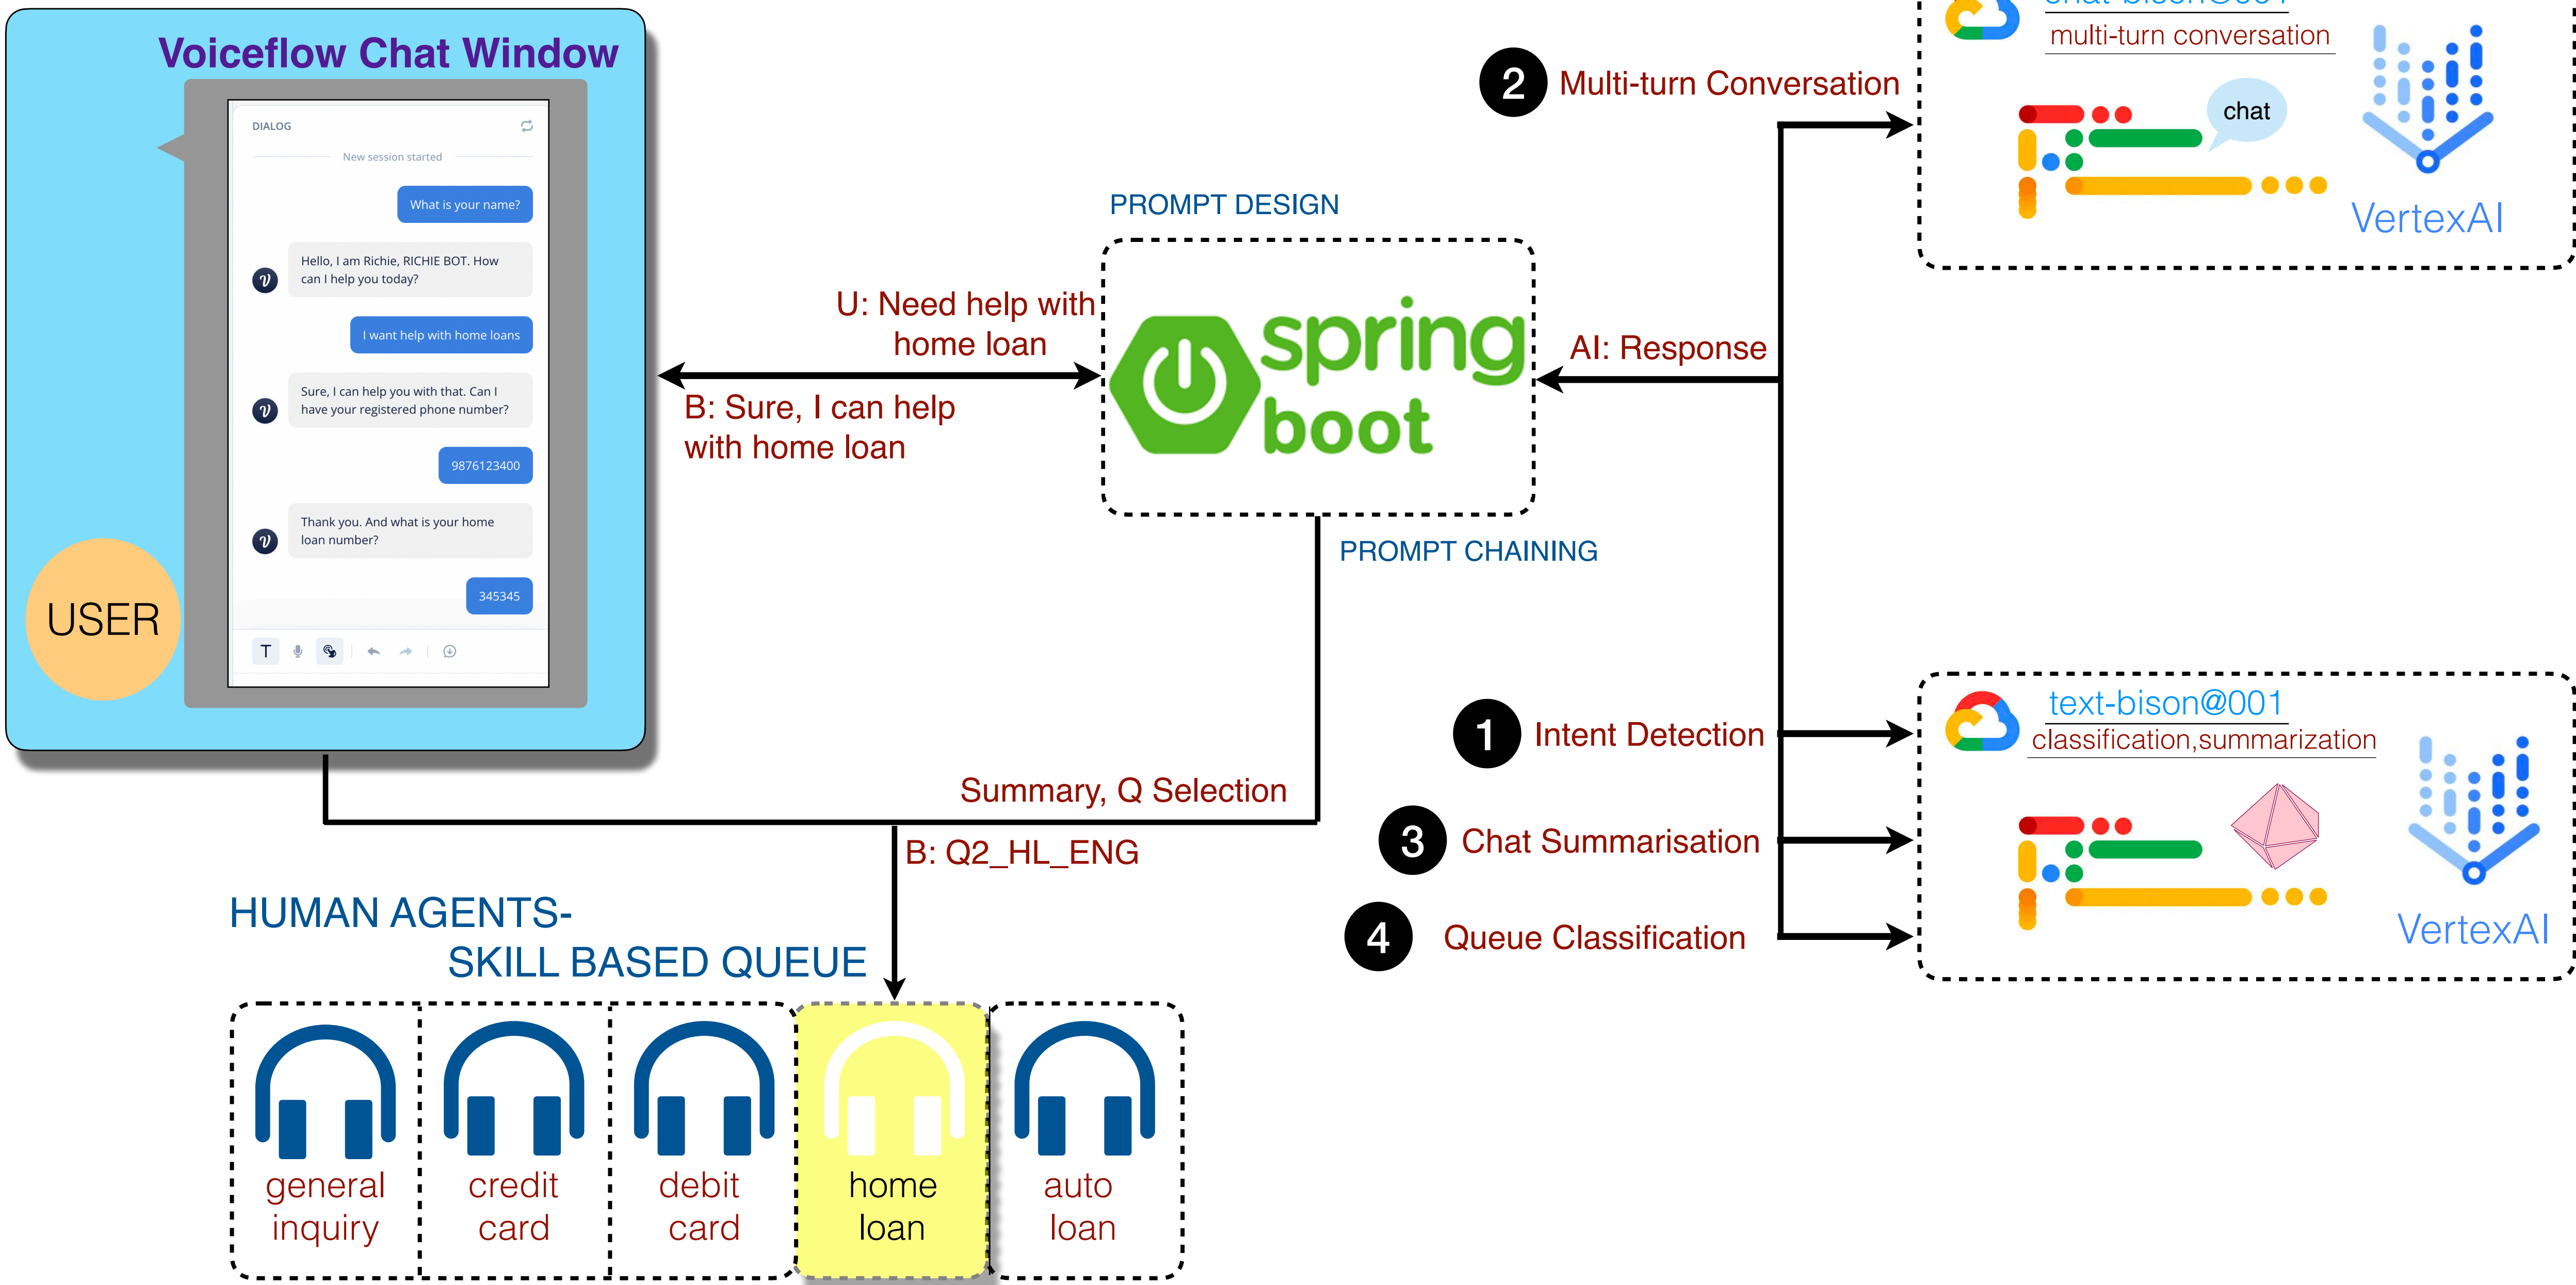 Voiceflow Chat Window
DIALOG
New session started
What is your name?
Hello, I am Richie, RICHIE BOT. How
can I help you today?
I want help with home loans
Sure, I can help you with that. Can I
have your registered phone number?
9876123400
Thank you. And what is your home
loan number?
345345
T
USER
U: Need help with
home loan
B: Sure, I can help
with home loan
PROMPT DESIGN
spring
boot
PROMPT CHAINING
AI: Response
2 Multi-turn Conversation
chat-bison@001
multi-turn conversation
chat
VertexAI
1 Intent Detection
3 Chat Summarisation
4 Queue Classification
text-bison@001
classification,summarization
VertexAI
Summary, Q Selection
B: Q2_HL_ENG
HUMAN AGENTS-
SKILL BASED QUEUE
general
inquiry
credit
card
debit
card
home
loan
auto
loan